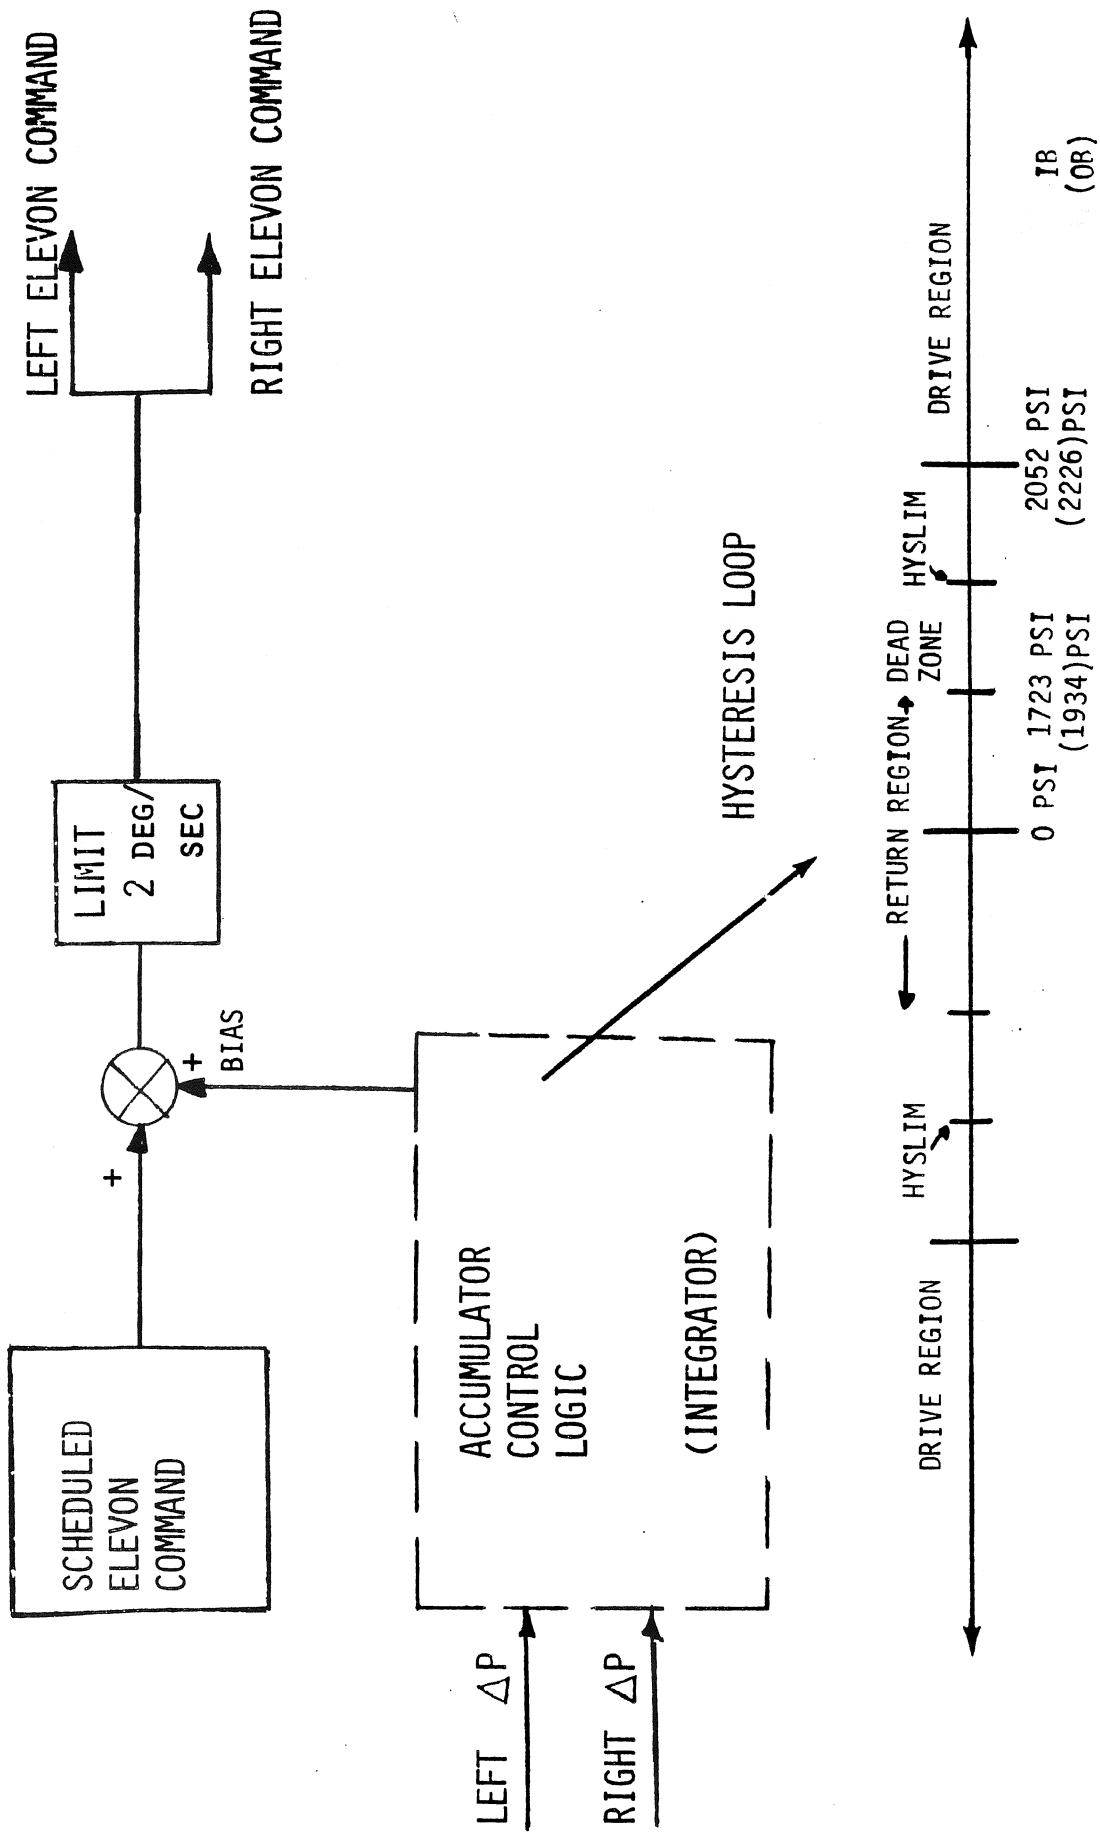 SCHEDULED
ELEVON
COMMAND
+
+
BIAS
LIMIT
2 DEG/
SEC
LEFT ELEVON COMMAND
RIGHT ELEVON COMMAND
LEFT ΔP
RIGHT ΔP
ACCUMULATOR
CONTROL
LOGIC
(INTEGRATOR)
HYSTERESIS LOOP
DRIVE REGION
HYSLIM
RETURN REGION
DEAD
ZONE
HYSLIM
DRIVE REGION
0 PSI
1723 PSI
(1934)PSI
2052 PSI
(2226)PSI
IB
(OB)